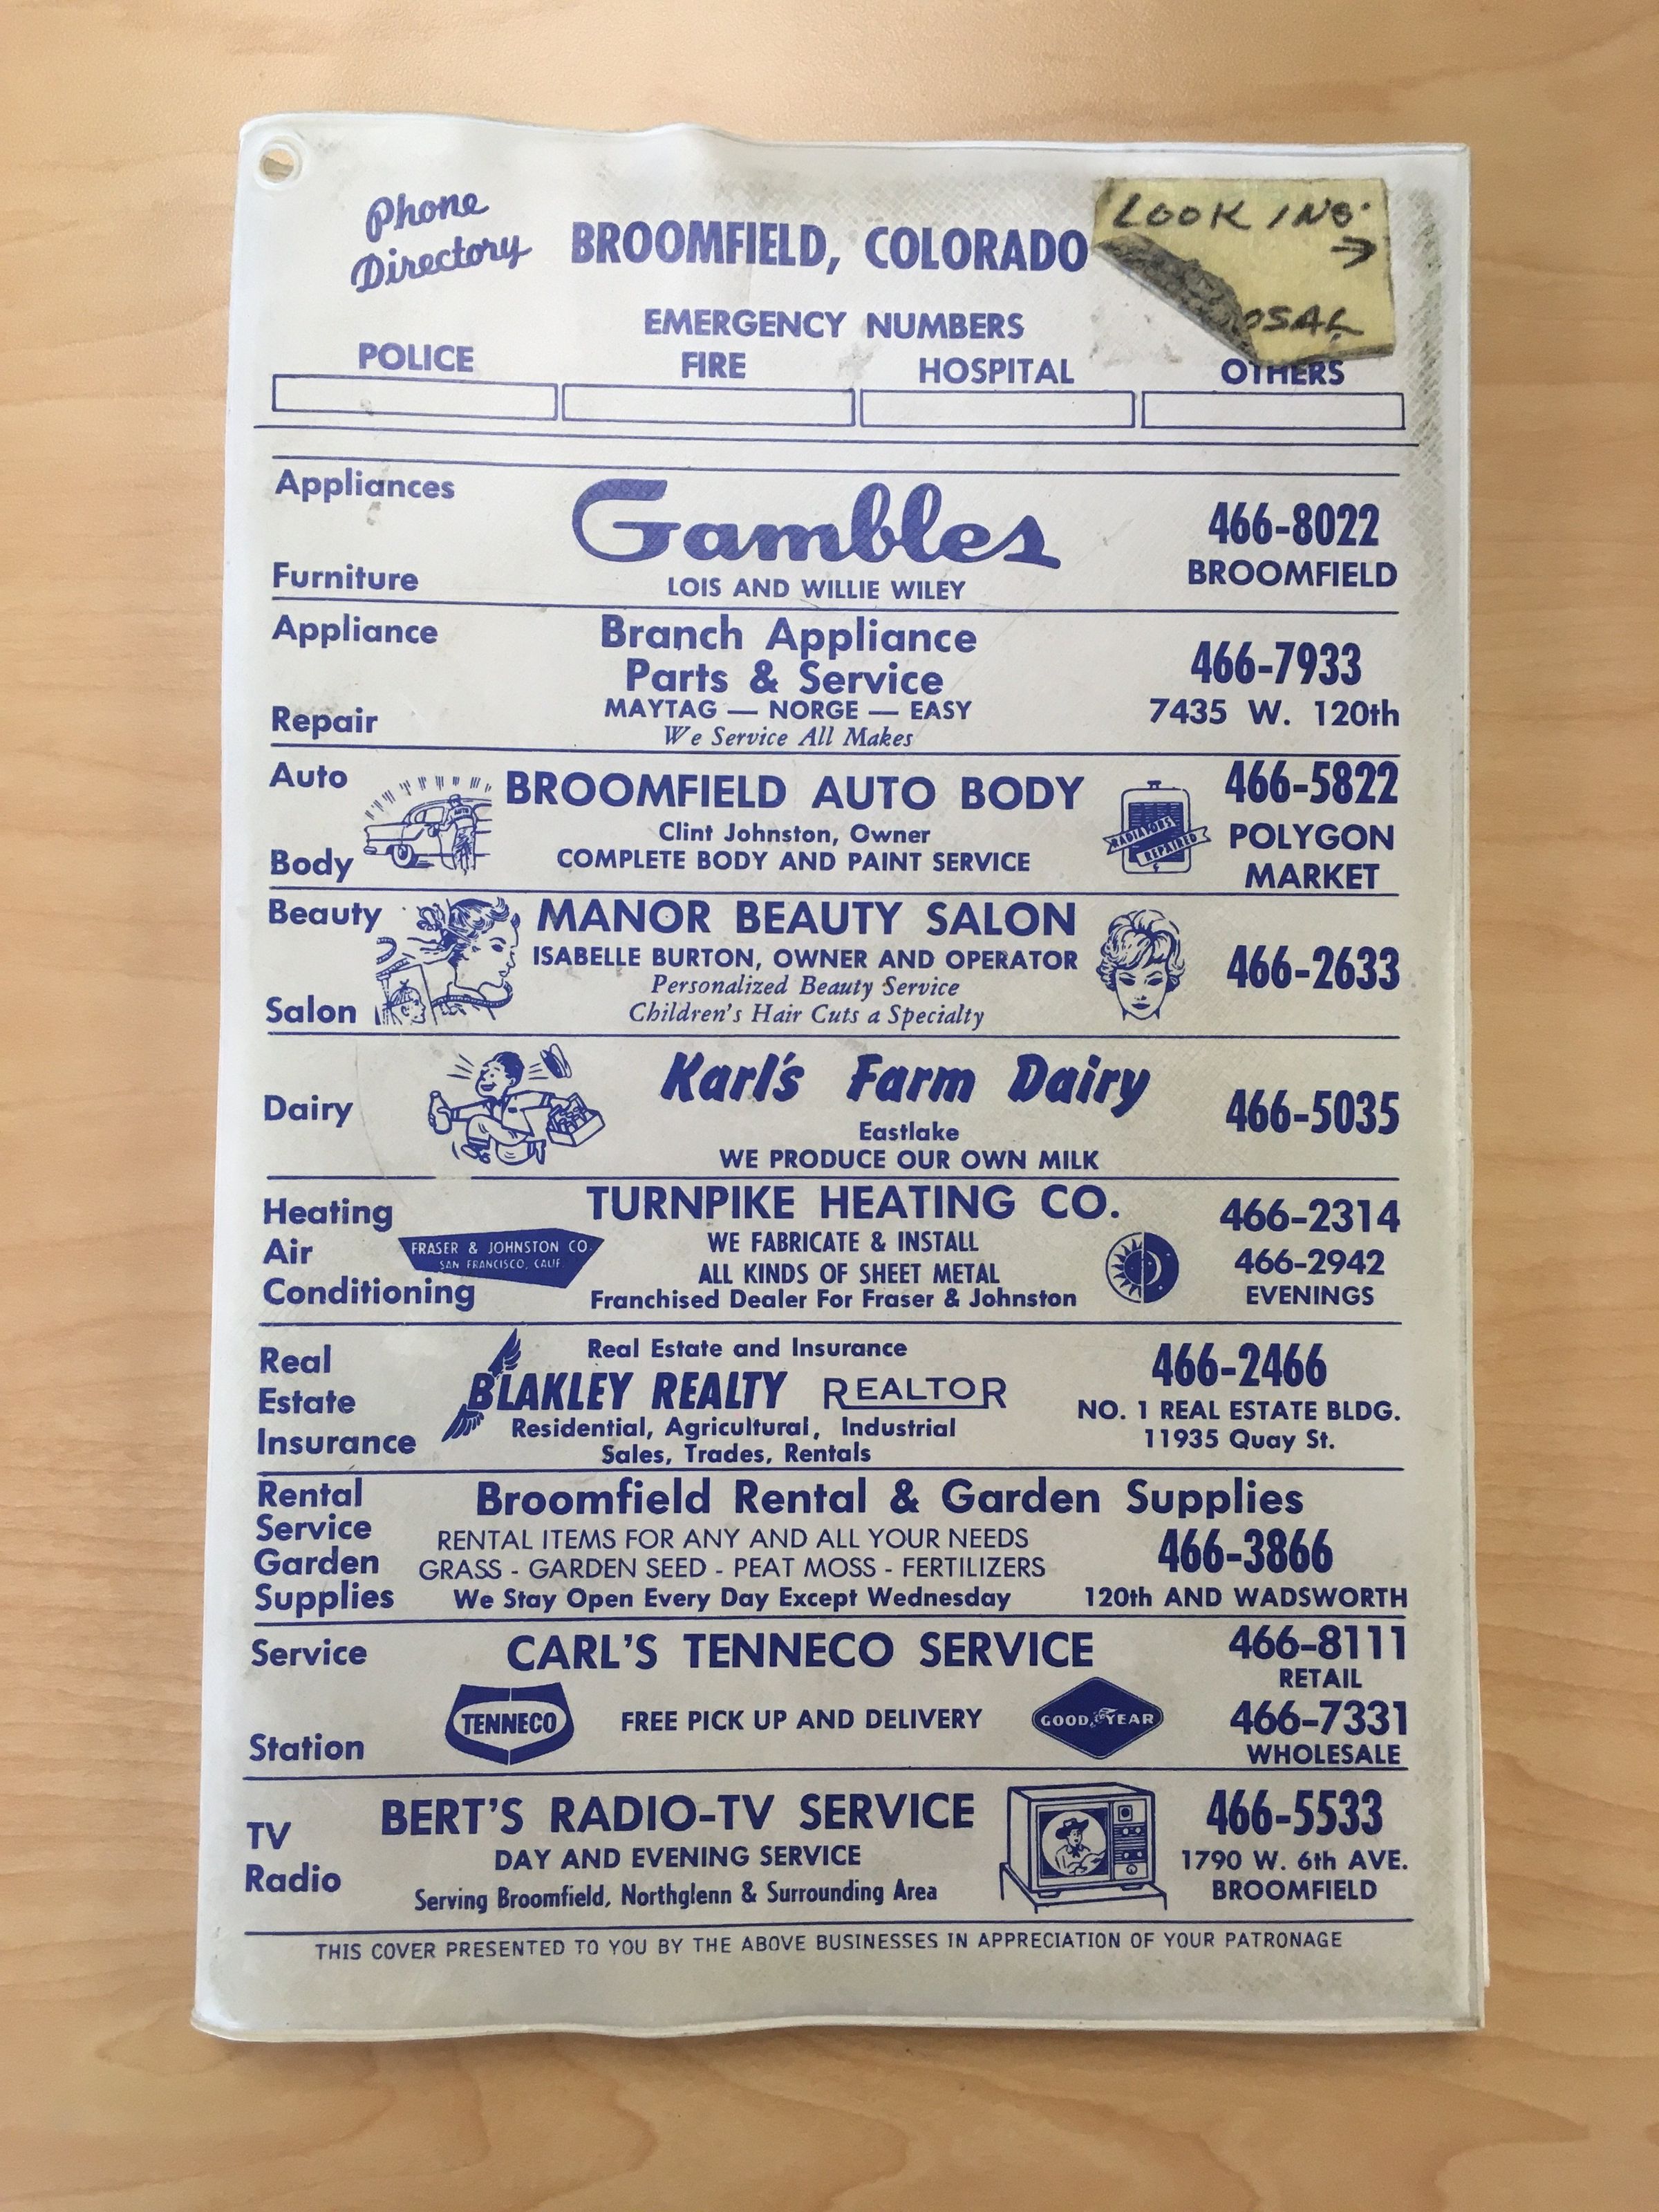 Phone
Directory
BROOMFIELD, COLORADO
LOOK INS
→
OSAL
EMERGENCY NUMBERS
POLICE FIRE HOSPITAL OTHERS
Appliances
Furniture
Gambles
LOIS AND WILLIE WILEY
466-8022
BROOMFIELD
Appliance
Repair
Branch Appliance
Parts & Service
MAYTAG — NORGE — EASY
We Service All Makes
466-7933
7435 W. 120th
Auto
Body
BROOMFIELD AUTO BODY
Clint Johnston, Owner
COMPLETE BODY AND PAINT SERVICE
RADIATORS
REPAIRED
466-5822
POLYGON
MARKET
Beauty
Salon
MANOR BEAUTY SALON
ISABELLE BURTON, OWNER AND OPERATOR
Personalized Beauty Service
Children's Hair Cuts a Specialty
466-2633
Dairy
Karl's Farm Dairy
Eastlake
WE PRODUCE OUR OWN MILK
466-5035
Heating
Air
Conditioning
FRASER & JOHNSTON CO.
SAN FRANCISCO, CALIF.
TURNPIKE HEATING CO.
WE FABRICATE & INSTALL
ALL KINDS OF SHEET METAL
Franchised Dealer For Fraser & Johnston
466-2314
466-2942
EVENINGS
Real
Estate
Insurance
Real Estate and Insurance
BLAKLEY REALTY REALTOR
Residential, Agricultural, Industrial
Sales, Trades, Rentals
466-2466
NO. 1 REAL ESTATE BLDG.
11935 Quay St.
Rental
Service
Garden
Supplies
Broomfield Rental & Garden Supplies
RENTAL ITEMS FOR ANY AND ALL YOUR NEEDS
GRASS - GARDEN SEED - PEAT MOSS - FERTILIZERS
We Stay Open Every Day Except Wednesday
466-3866
120th AND WADSWORTH
Service
Station
CARL'S TENNECO SERVICE
TENNECO
FREE PICK UP AND DELIVERY
GOOD YEAR
466-8111
RETAIL
466-7331
WHOLESALE
TV
Radio
BERT'S RADIO-TV SERVICE
DAY AND EVENING SERVICE
Serving Broomfield, Northglenn & Surrounding Area
466-5533
1790 W. 6th AVE.
BROOMFIELD
THIS COVER PRESENTED TO YOU BY THE ABOVE BUSINESSES IN APPRECIATION OF YOUR PATRONAGE